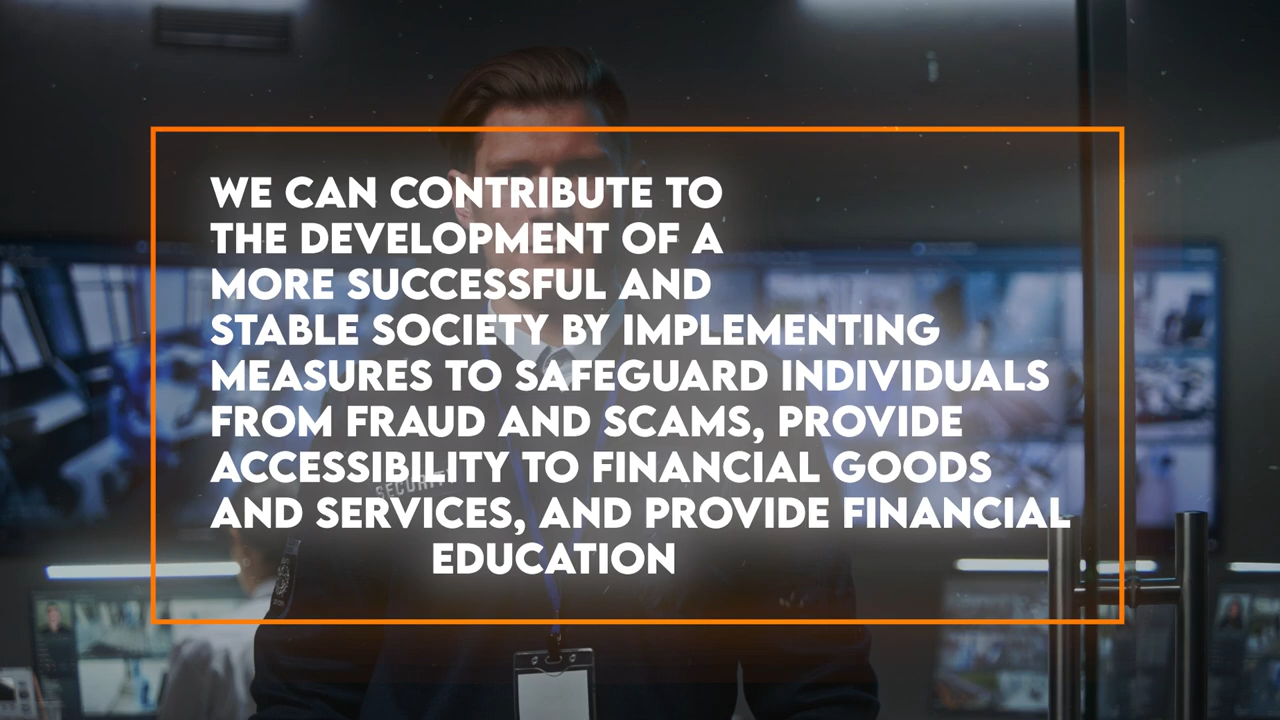 WE CAN CONTRIBUTE TO
THE DEVELOPMENT OF A
MORE SUCCESSFUL AND
STABLE SOCIETY BY IMPLEMENTING
MEASURES TO SAFEGUARD INDIVIDUALS
FROM FRAUD AND SCAMS, PROVIDE
ACCESSIBILITY TO FINANCIAL GOODS
AND SERVICES, AND PROVIDE FINANCIAL
EDUCATION
SECURITY